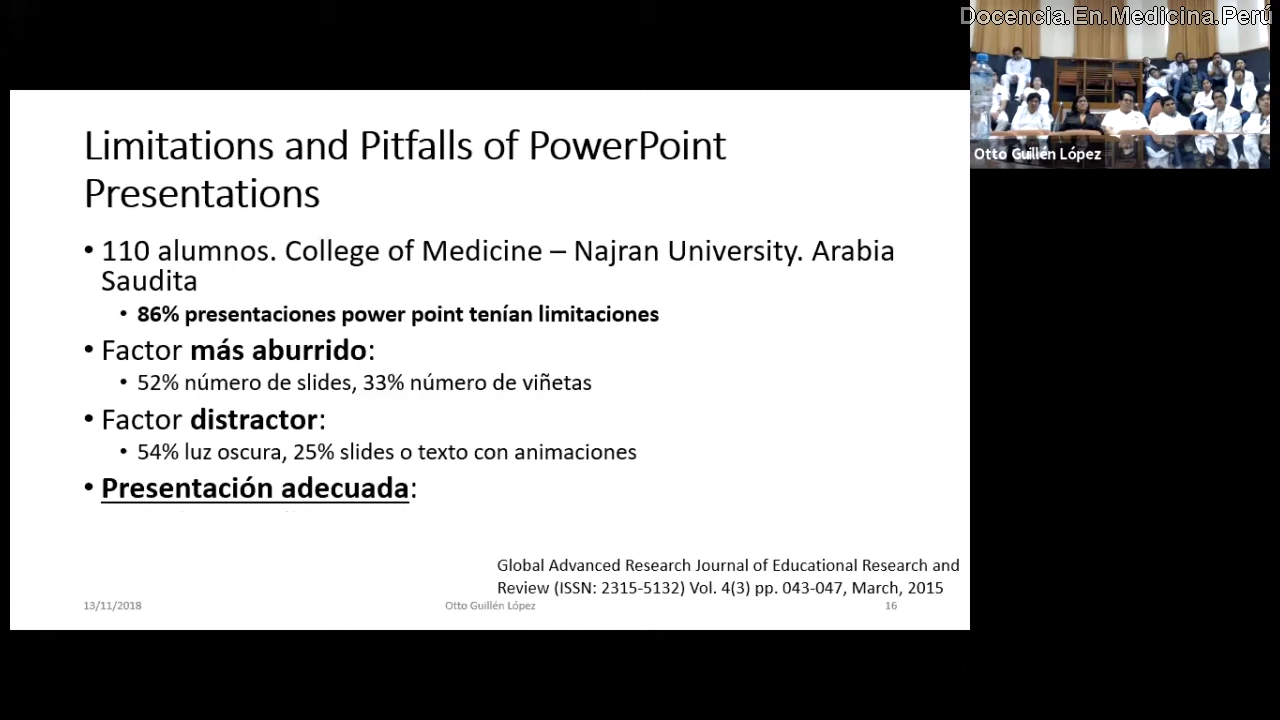 Docencia.En.Medicina.Perú
Otto Guillén López
Limitations and Pitfalls of PowerPoint
Presentations
• 110 alumnos. College of Medicine – Najran University. Arabia
Saudita
• 86% presentaciones power point tenían limitaciones
• Factor más aburrido:
• 52% número de slides, 33% número de viñetas
• Factor distractor:
• 54% luz oscura, 25% slides o texto con animaciones
• Presentación adecuada:
Global Advanced Research Journal of Educational Research and
Review (ISSN: 2315-5132) Vol. 4(3) pp. 043-047, March, 2015
13/11/2018
Otto Guillén López
16